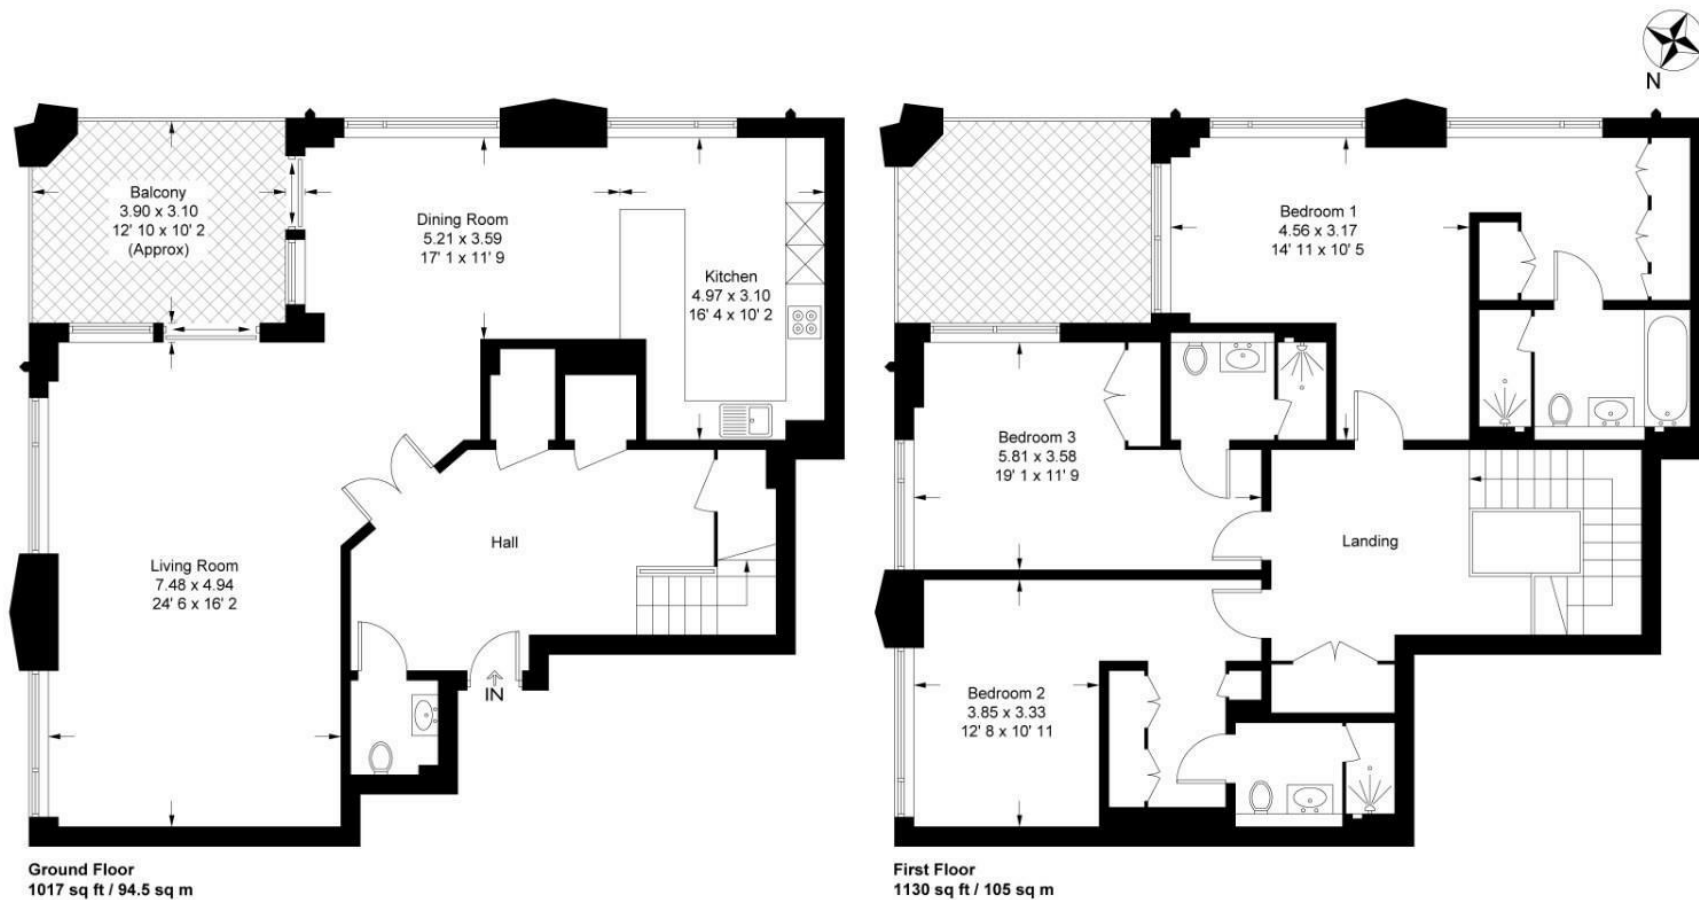 N
Balcony
3.90 x 3.10
12' 10 x 10' 2
(Approx)
Dining Room
5.21 x 3.59
17' 1 x 11' 9
Kitchen
4.97 x 3.10
16' 4 x 10' 2
Hall
Living Room
7.48 x 4.94
24' 6 x 16' 2
IN
Ground Floor
1017 sq ft / 94.5 sq m
Bedroom 1
4.56 x 3.17
14' 11 x 10' 5
Bedroom 3
5.81 x 3.58
19' 1 x 11' 9
Landing
Bedroom 2
3.85 x 3.33
12' 8 x 10' 11
First Floor
1130 sq ft / 105 sq m